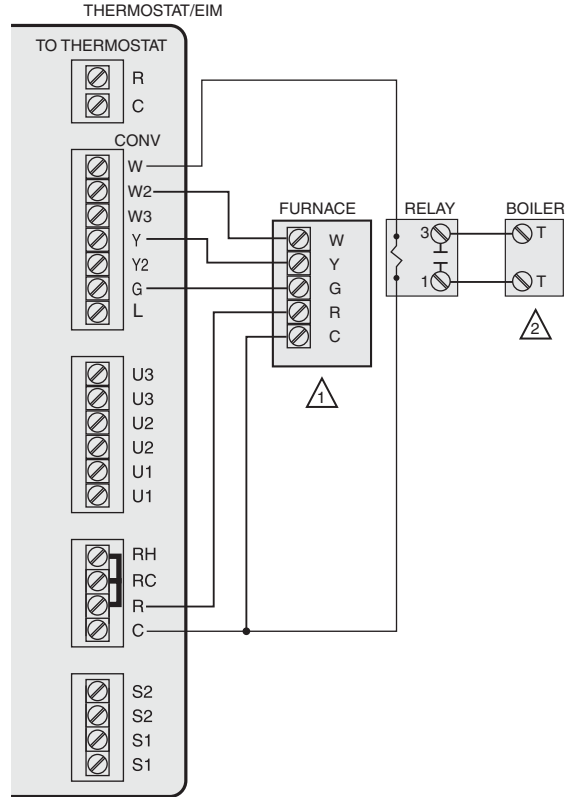 THERMOSTAT/EIM
TO THERMOSTAT
R
C
CONV
W
W2
W3
Y
Y2
G
L
U3
U3
U2
U2
U1
U1
RH
RC
R
C
S2
S2
S1
S1
FURNACE
W
Y
G
R
C
1
RELAY
3
1
BOILER
T
T
2